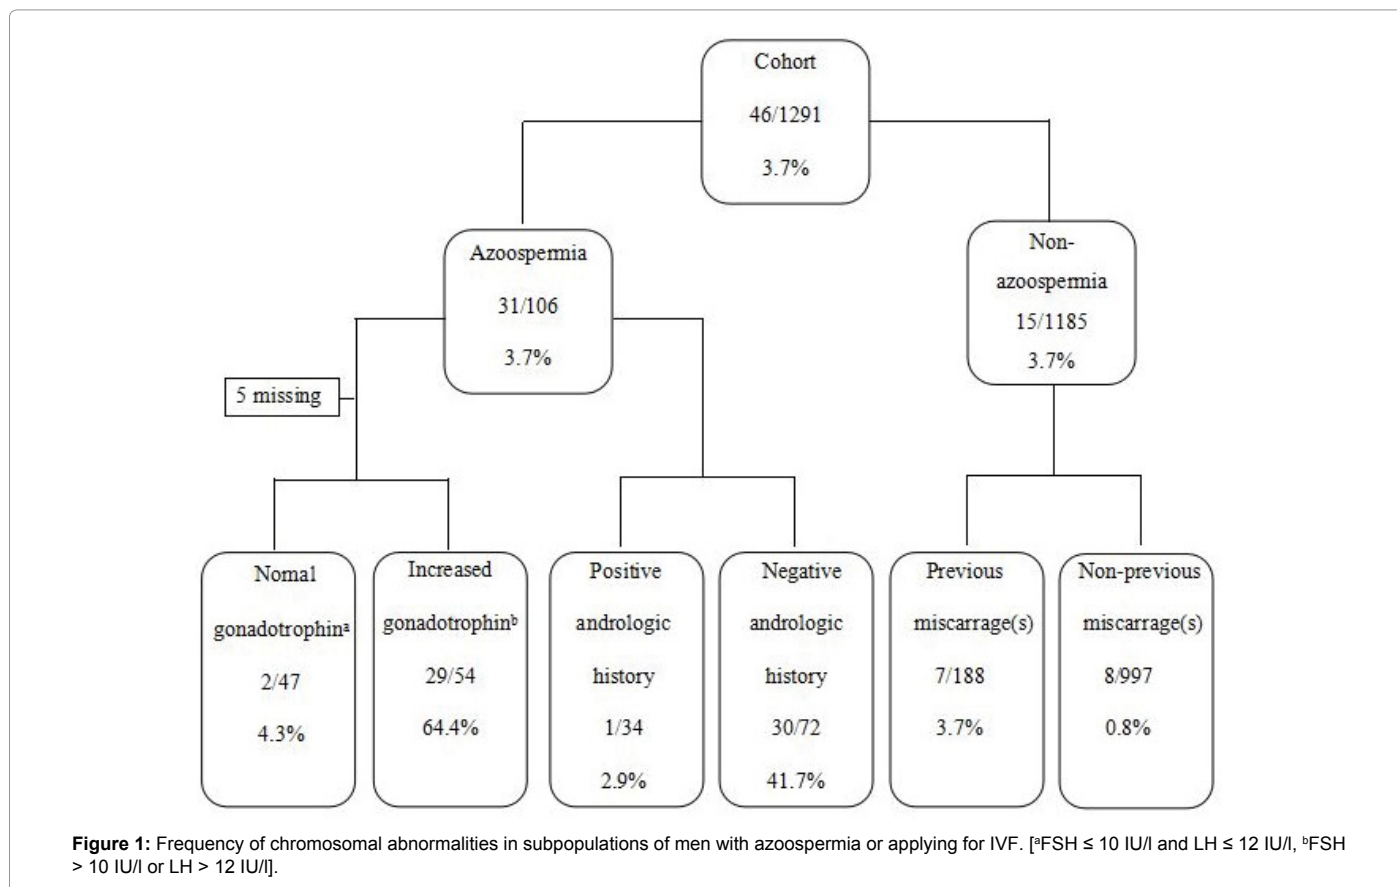 Cohort
46/1291
3.7%
Azoospermia
31/106
3.7%
Non-
azoospermia
15/1185
3.7%
5 missing
Nomal
gonadotrophinᵃ
2/47
4.3%
Increased
gonadotrophinᵇ
29/54
64.4%
Positive
andrologic
history
1/34
2.9%
Negative
andrologic
history
30/72
41.7%
Previous
miscarrage(s)
7/188
3.7%
Non-previous
miscarrage(s)
8/997
0.8%
Figure 1: Frequency of chromosomal abnormalities in subpopulations of men with azoospermia or applying for IVF. [ᵃFSH ≤ 10 IU/l and LH ≤ 12 IU/l, ᵇFSH
> 10 IU/l or LH > 12 IU/l].